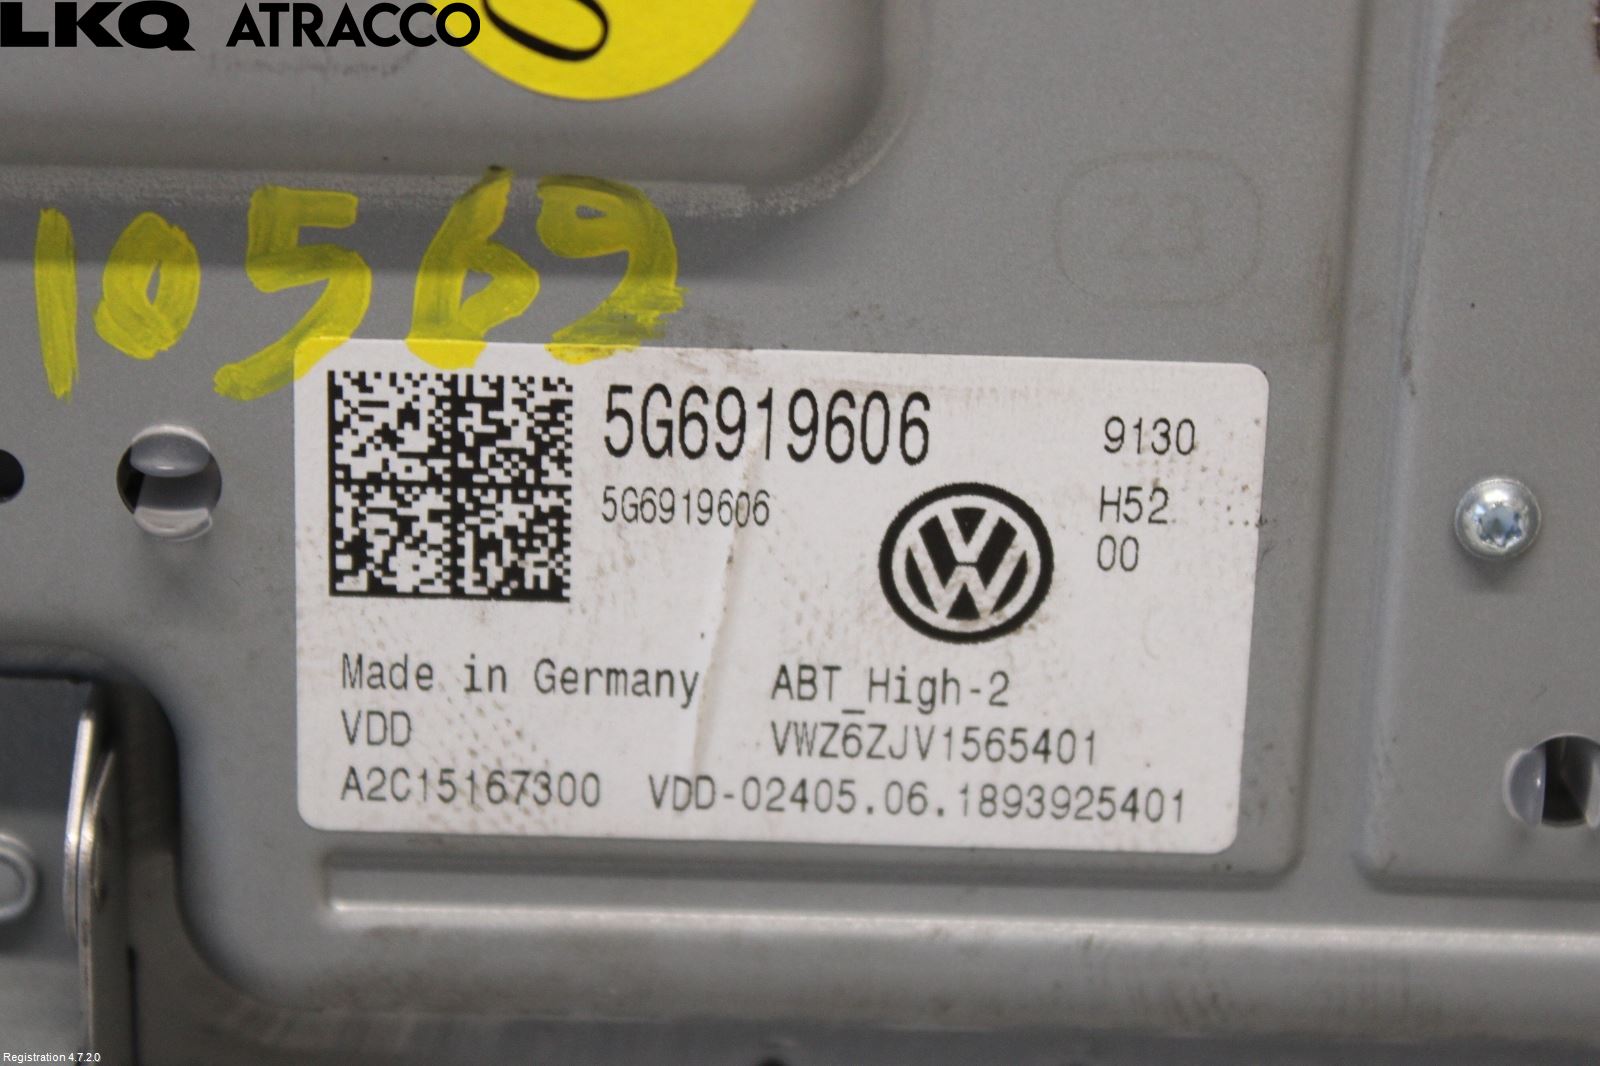 LKQ ATRACCO
0
10569
5G6919606
9130
5G6919606
H52
00
Made in Germany
ABT_High-2
VDD
VWZ6ZJV1565401
A2C15167300
VDD-02405.06.1893925401
Registration 4.7.2.0